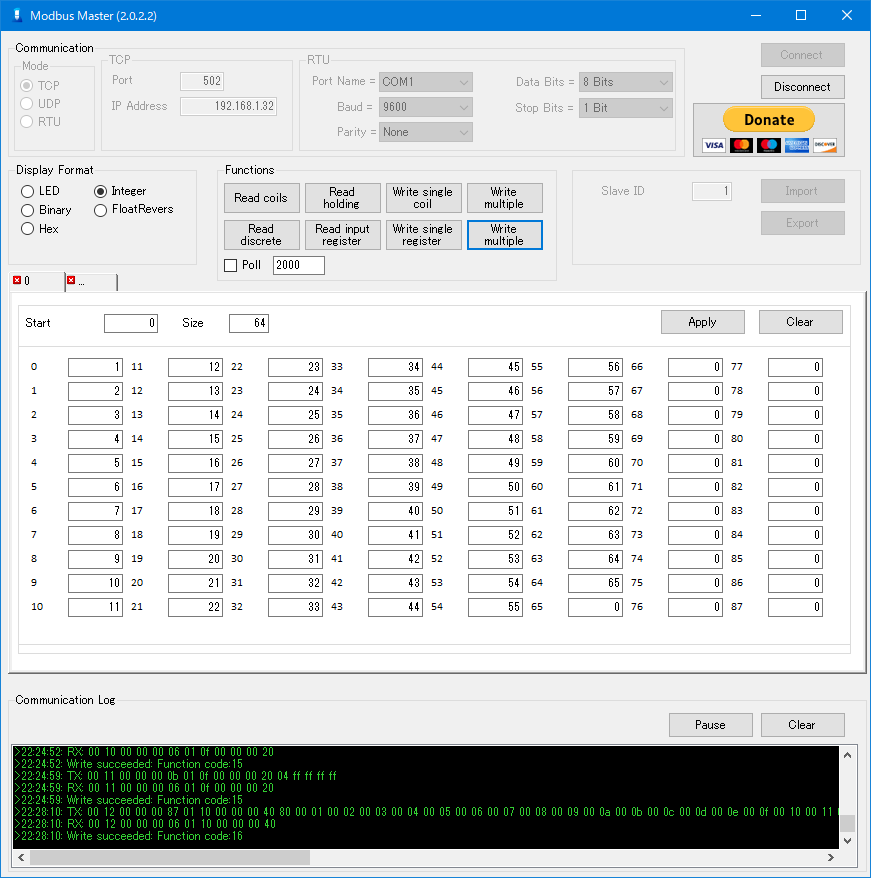 Modbus Master (2.0.2.2)
Communication
Mode
TCP
UDP
RTU
TCP
Port 502
IP Address 192.168.1.32
RTU
Port Name = COM1
Baud = 9600
Parity = None
Data Bits = 8 Bits
Stop Bits = 1 Bit
Connect
Disconnect
Donate
VISA DISCOVER
Display Format
LED
Binary
Hex
Integer
FloatRevers
Functions
Read coils
Read holding
Write single coil
Write multiple
Read discrete
Read input register
Write single register
Write multiple
Poll 2000
Slave ID 1
Import
Export
0 ...
Start 0 Size 64 Apply Clear
0 1 11 12 22 23 33 34 44 45 55 56 66 0 77 0
1 2 12 13 23 24 34 35 45 46 56 57 67 0 78 0
2 3 13 14 24 25 35 36 46 47 57 58 68 0 79 0
3 4 14 15 25 26 36 37 47 48 58 59 69 0 80 0
4 5 15 16 26 27 37 38 48 49 59 60 70 0 81 0
5 6 16 17 27 28 38 39 49 50 60 61 71 0 82 0
6 7 17 18 28 29 39 40 50 51 61 62 72 0 83 0
7 8 18 19 29 30 40 41 51 52 62 63 73 0 84 0
8 9 19 20 30 31 41 42 52 53 63 64 74 0 85 0
9 10 20 21 31 32 42 43 53 54 64 65 75 0 86 0
10 11 21 22 32 33 43 44 54 55 65 0 76 0 87 0
Communication Log
Pause Clear
>22:24:52: RX: 00 10 00 00 00 06 01 0f 00 00 00 20
>22:24:52: Write succeeded: Function code:15
>22:24:59: TX: 00 11 00 00 00 0b 01 0f 00 00 00 20 04 ff ff ff ff
>22:24:59: RX: 00 11 00 00 00 06 01 0f 00 00 00 20
>22:24:59: Write succeeded: Function code:15
>22:28:10: TX: 00 12 00 00 00 87 01 10 00 00 00 40 80 00 01 00 02 00 03 00 04 00 05 00 06 00 07 00 08 00 09 00 0a 00 0b 00 0c 00 0d 00 0e 00 0f 00 10 00 11
>22:28:10: RX: 00 12 00 00 00 06 01 10 00 00 00 40
>22:28:10: Write succeeded: Function code:16